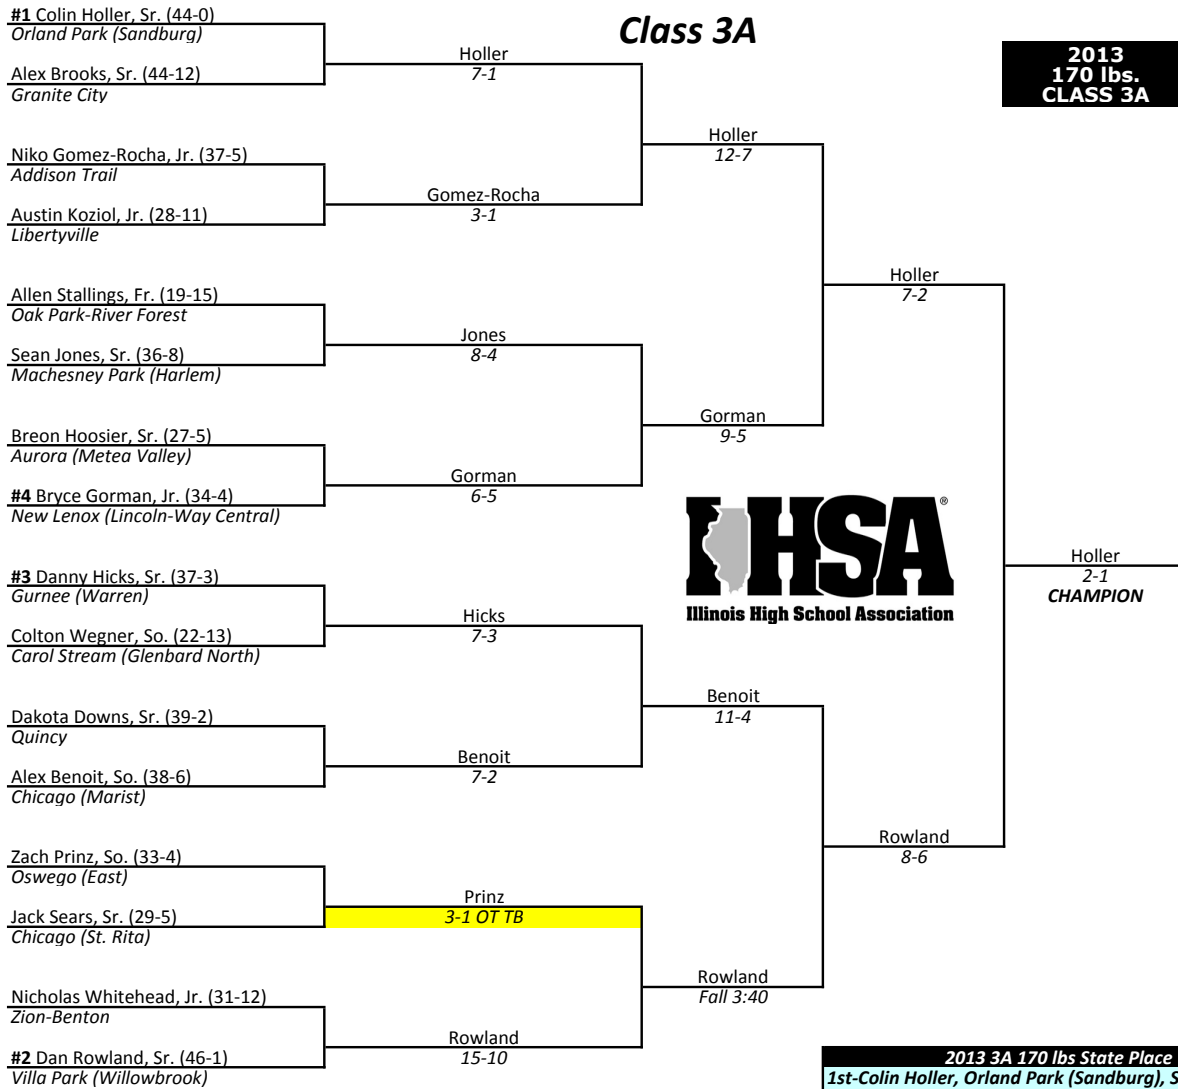 Class 3A
2013
170 lbs.
CLASS 3A
#1 Colin Holler, Sr. (44-0)
Orland Park (Sandburg)
Alex Brooks, Sr. (44-12)
Granite City
Niko Gomez-Rocha, Jr. (37-5)
Addison Trail
Austin Koziol, Jr. (28-11)
Libertyville
Allen Stallings, Fr. (19-15)
Oak Park-River Forest
Sean Jones, Sr. (36-8)
Machesney Park (Harlem)
Breon Hoosier, Sr. (27-5)
Aurora (Metea Valley)
#4 Bryce Gorman, Jr. (34-4)
New Lenox (Lincoln-Way Central)
#3 Danny Hicks, Sr. (37-3)
Gurnee (Warren)
Colton Wegner, So. (22-13)
Carol Stream (Glenbard North)
Dakota Downs, Sr. (39-2)
Quincy
Alex Benoit, So. (38-6)
Chicago (Marist)
Zach Prinz, So. (33-4)
Oswego (East)
Jack Sears, Sr. (29-5)
Chicago (St. Rita)
Nicholas Whitehead, Jr. (31-12)
Zion-Benton
#2 Dan Rowland, Sr. (46-1)
Villa Park (Willowbrook)
Holler
7-1
Gomez-Rocha
3-1
Jones
8-4
Gorman
6-5
Hicks
7-3
Benoit
7-2
Prinz
3-1 OT TB
Rowland
15-10
Holler
12-7
Gorman
9-5
Benoit
11-4
Rowland
Fall 3:40
Holler
7-2
Rowland
8-6
Holler
2-1
CHAMPION
IHSA®
Illinois High School Association
2013 3A 170 lbs State Place
1st-Colin Holler, Orland Park (Sandburg), S